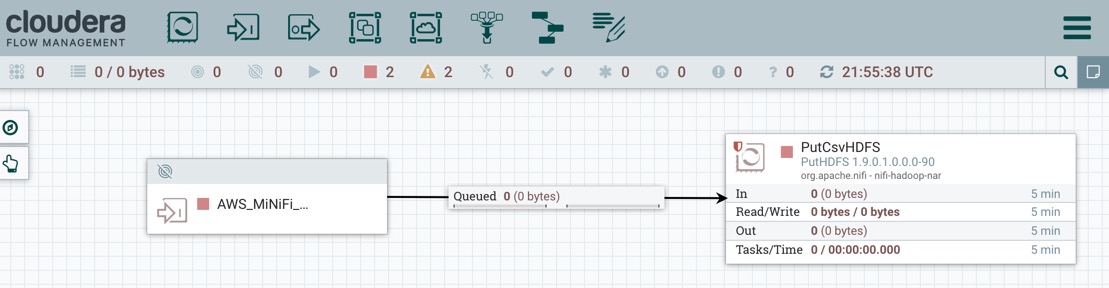 cloudera
FLOW MANAGEMENT
0 0 / 0 bytes 0 0 0 2 2 0 0 0 0 0 ? 0 21:55:38 UTC
PutCsvHDFS
PutHDFS 1.9.0.1.0.0.0-90
org.apache.nifi - nifi-hadoop-nar
AWS_MiNiFi_...
Queued 0 (0 bytes)
In 0 (0 bytes) 5 min
Read/Write 0 bytes / 0 bytes 5 min
Out 0 (0 bytes) 5 min
Tasks/Time 0 / 00:00:00.000 5 min